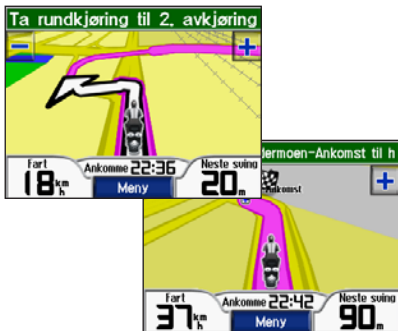 Ta rundkjøring til 2. avkjøring
Fart
18 km h
Ankomme 22:36
Meny
Neste sving
20 m
ermoen-Ankomst til h
Ankomst
Fart
37 km h
Ankomme 22:42
Meny
Neste sving
90 m